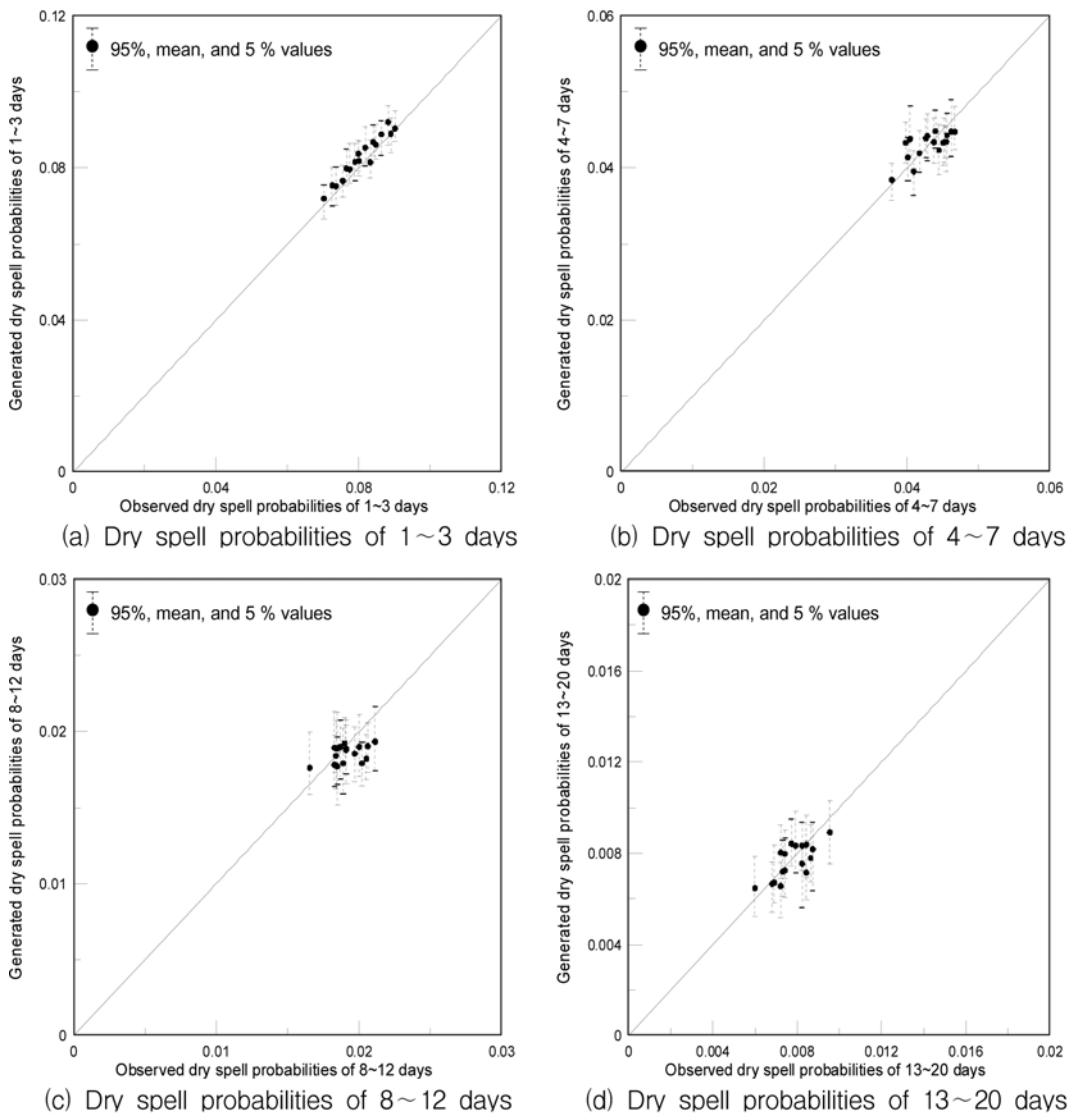 0.12
95%, mean, and 5 % values
Generated dry spell probabilities of 1~3 days
0.04
0
0
0.04
0.08
0.12
Observed dry spell probabilities of 1~3 days
(a) Dry spell probabilities of 1～3 days
0.06
95%, mean, and 5 % values
Generated dry spell probabilities of 4~7 days
0.04
0.02
0
0
0.02
0.04
0.06
Observed dry spell probabilities of 4~7 days
(b) Dry spell probabilities of 4～7 days
0.03
95%, mean, and 5 % values
Generated dry spell probabilities of 8~12 days
0.02
0.01
0
0
0.01
0.02
0.03
Observed dry spell probabilities of 8~12 days
(c) Dry spell probabilities of 8～12 days
0.02
95%, mean, and 5 % values
Generated dry spell probabilities of 13~20 days
0.016
0.008
0.004
0
0
0.004
0.008
0.012
0.016
0.02
Observed dry spell probabilities of 13~20 days
(d) Dry spell probabilities of 13～20 days